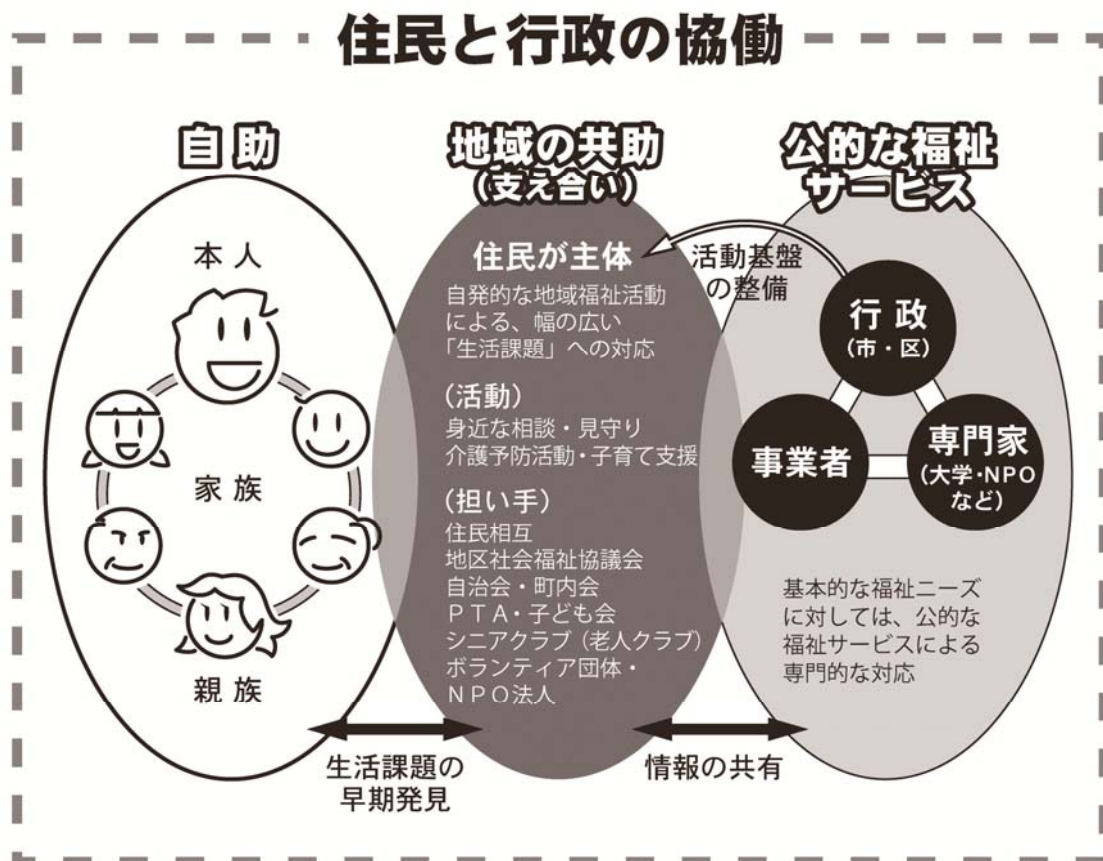 住民と行政の協働
自助
本人
家族
親族
地域の共助
(支え合い)
住民が主体
自発的な地域福祉活動
による、幅の広い
「生活課題」への対応
(活動)
身近な相談・見守り
介護予防活動・子育て支援
(担い手)
住民相互
地区社会福祉協議会
自治会・町内会
ＰＴＡ・子ども会
シニアクラブ(老人クラブ)
ボランティア団体・
ＮＰＯ法人
公的な福祉
サービス
活動基盤
の整備
行政
(市・区)
事業者
専門家
(大学・NPO
など)
基本的な福祉ニーズ
に対しては、公的な
福祉サービスによる
専門的な対応
生活課題の
早期発見
情報の共有